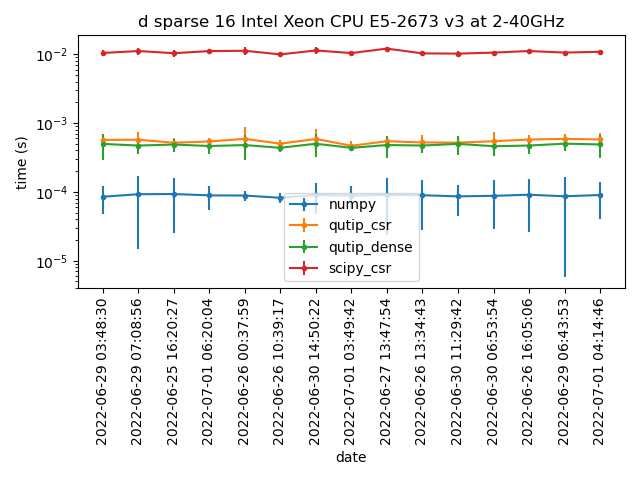 d sparse 16 Intel Xeon CPU E5-2673 v3 at 2-40GHz
time (s)
10⁻²
10⁻³
10⁻⁴
10⁻⁵
numpy
qutip_csr
qutip_dense
scipy_csr
2022-06-29 03:48:30
2022-06-29 07:08:56
2022-06-25 16:20:27
2022-07-01 06:20:04
2022-06-26 00:37:59
2022-06-26 10:39:17
2022-06-30 14:50:22
2022-07-01 03:49:42
2022-06-27 13:47:54
2022-06-26 13:34:43
2022-06-30 11:29:42
2022-06-30 06:53:54
2022-06-26 16:05:06
2022-06-29 06:43:53
2022-07-01 04:14:46
date